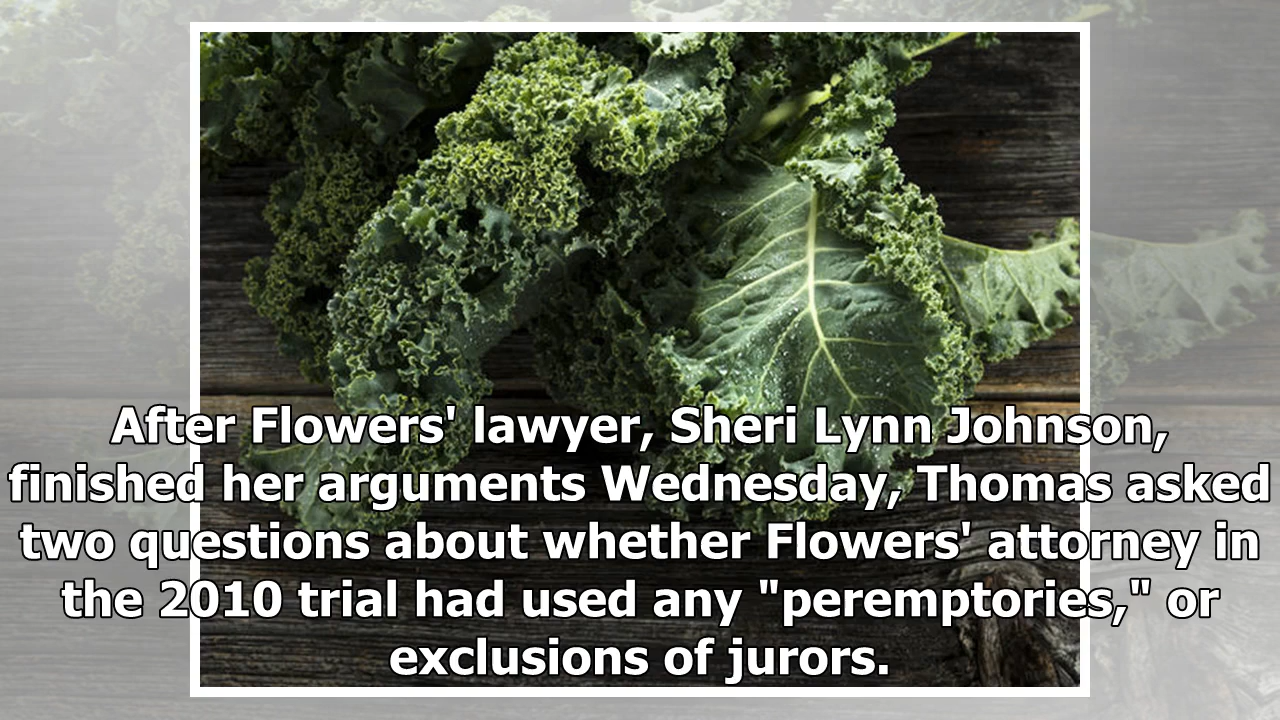 After Flowers' lawyer, Sheri Lynn Johnson,
finished her arguments Wednesday, Thomas asked
two questions about whether Flowers' attorney in
the 2010 trial had used any "peremptories," or
exclusions of jurors.